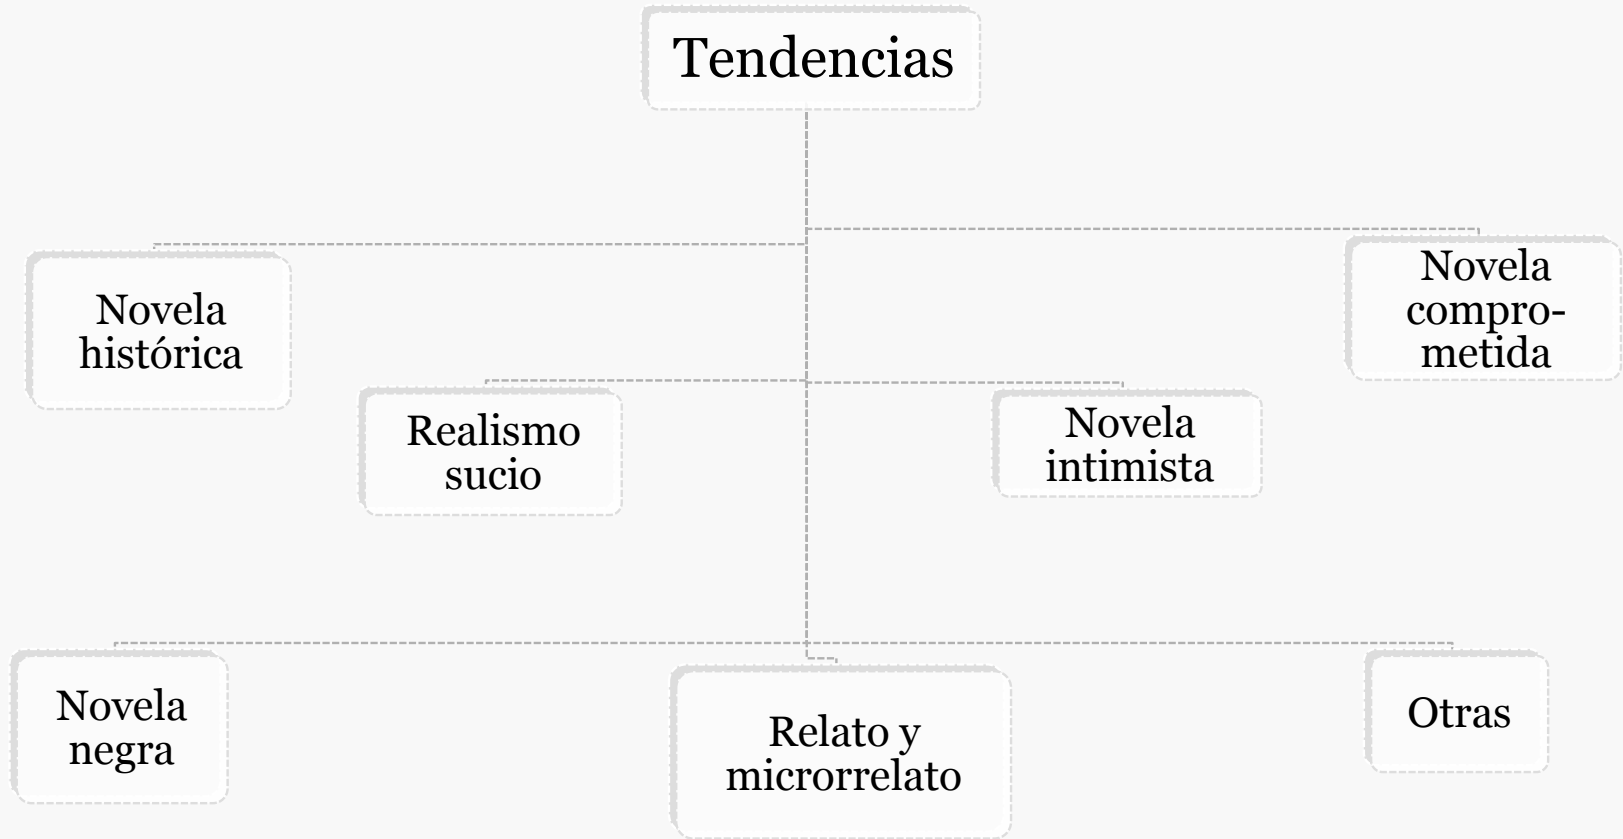 Tendencias
Novela
histórica
Novela
compro-
metida
Realismo
sucio
Novela
intimista
Novela
negra
Relato y
microrrelato
Otras